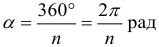 α = 360°/n = 2π/n рад